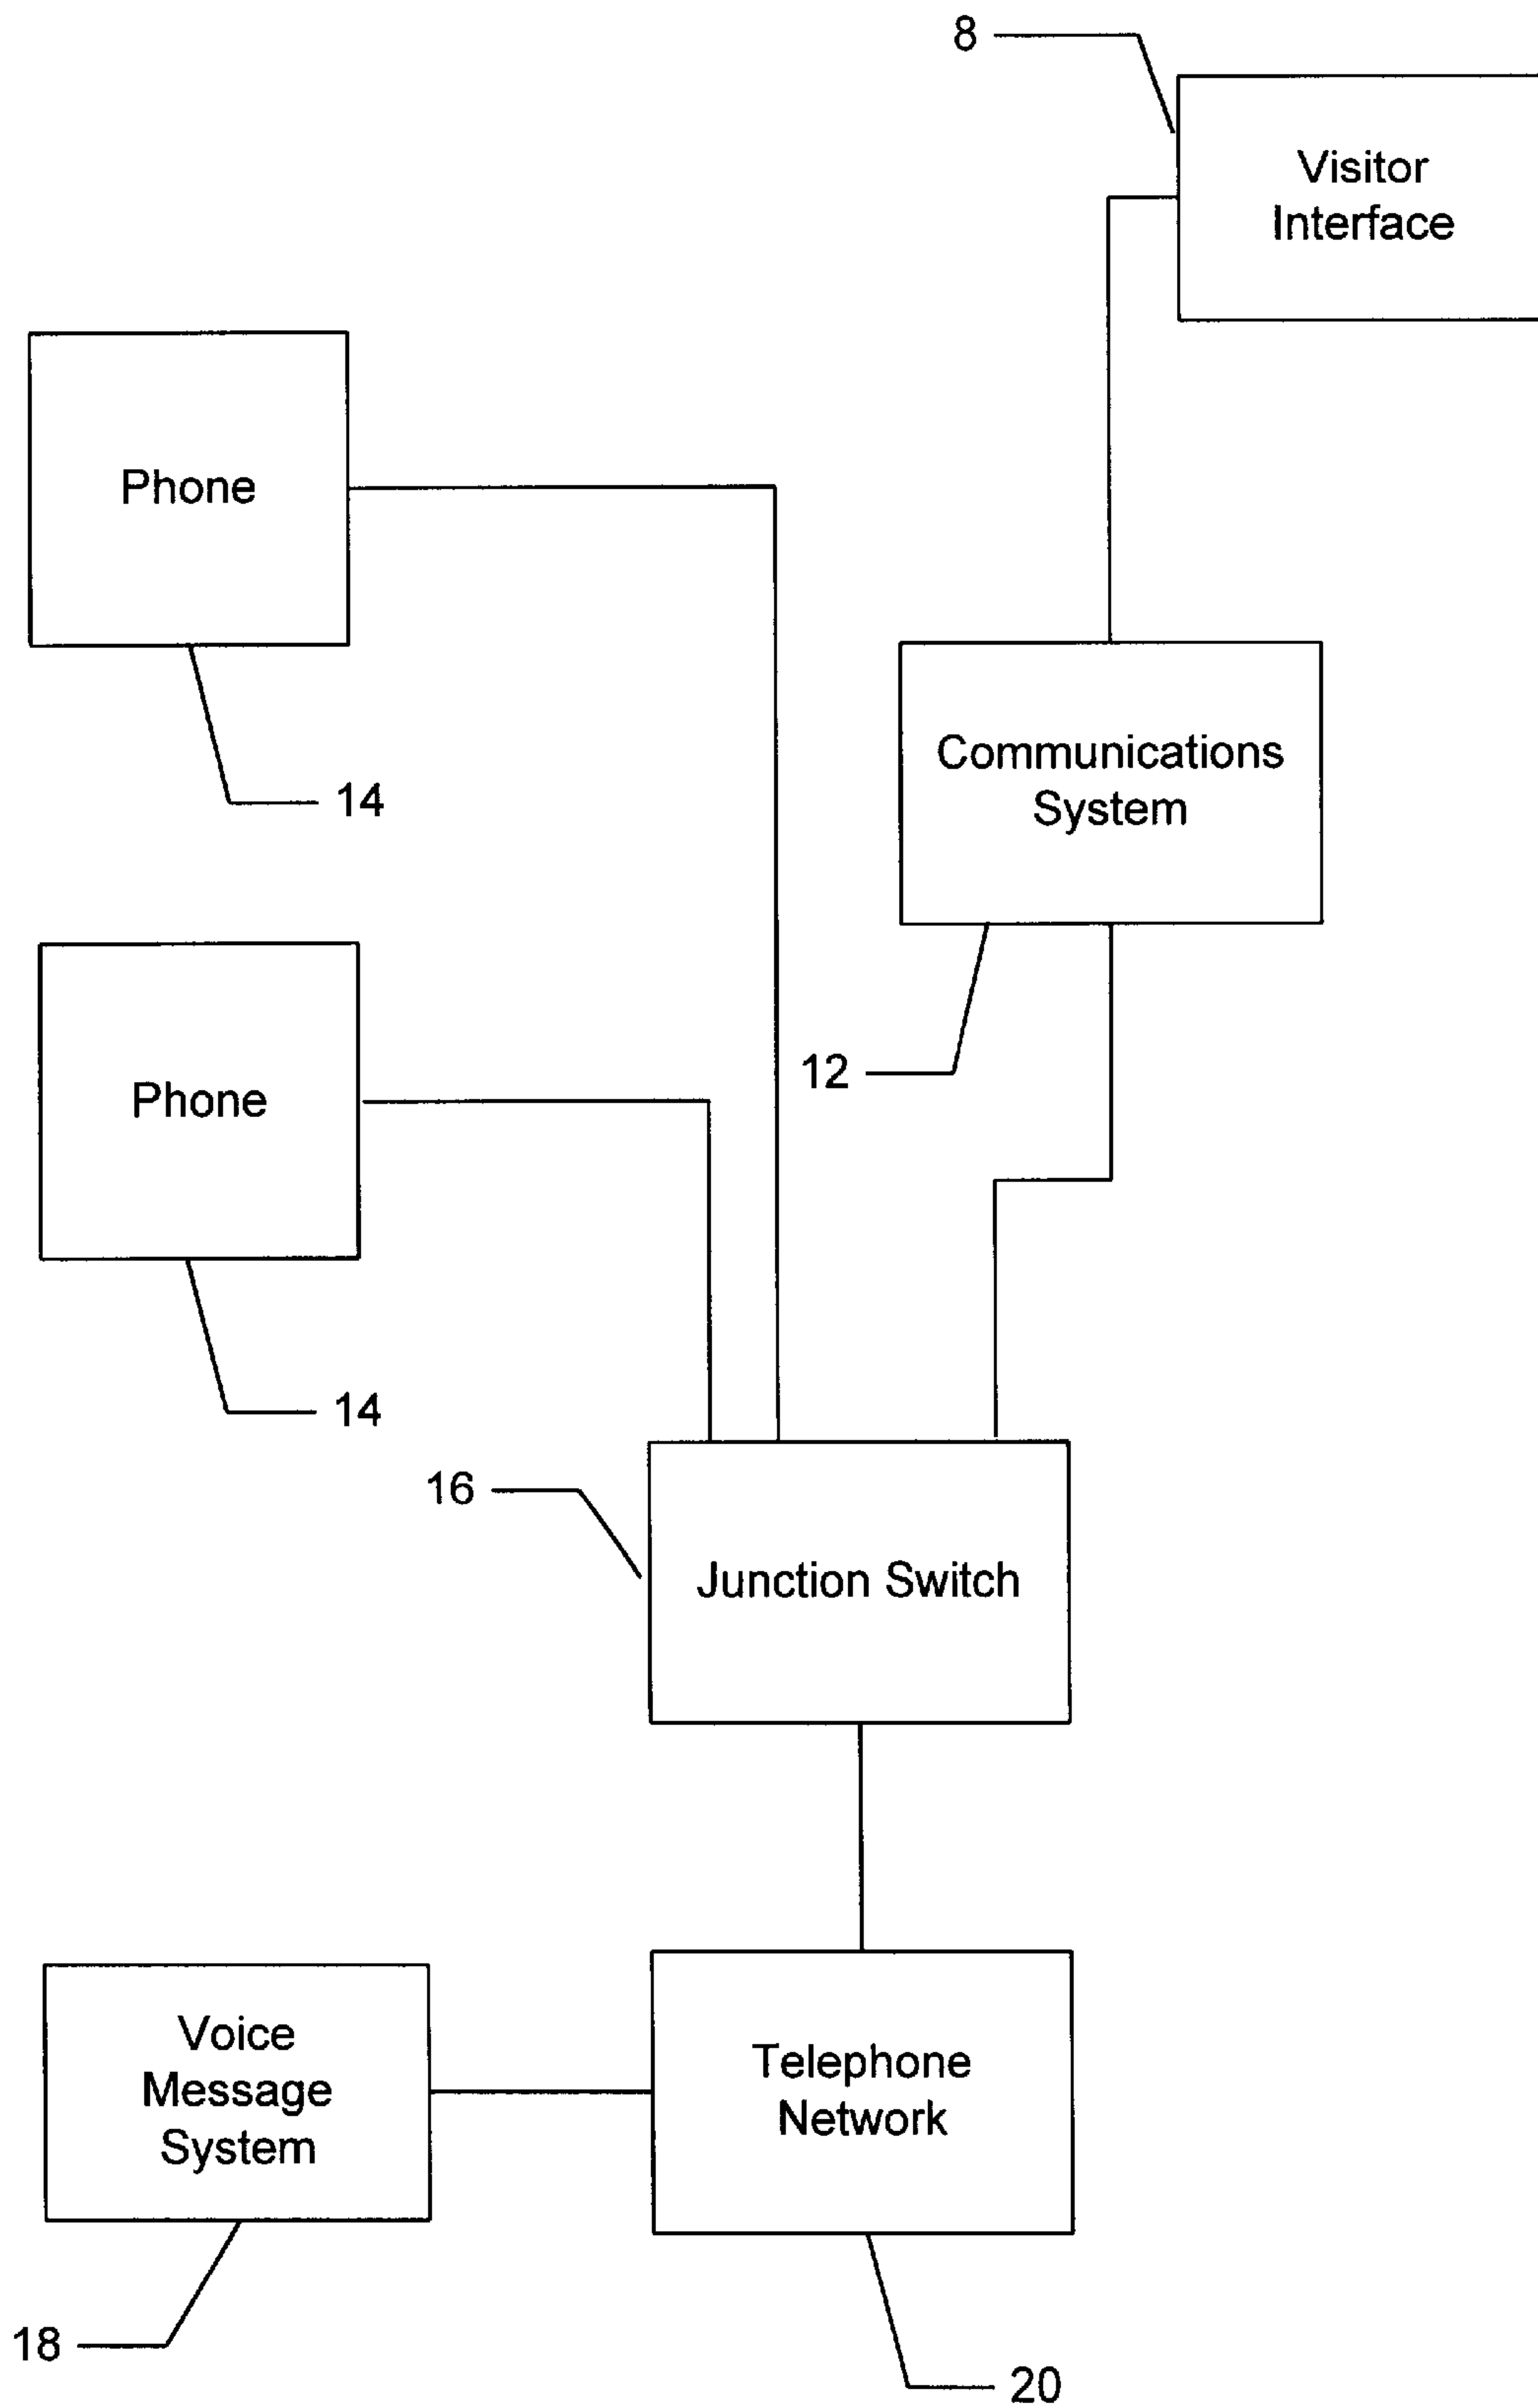 8
Visitor
Interface
Phone
14
Communications
System
12
Phone
14
16
Junction Switch
Voice
Message
System
18
Telephone
Network
20